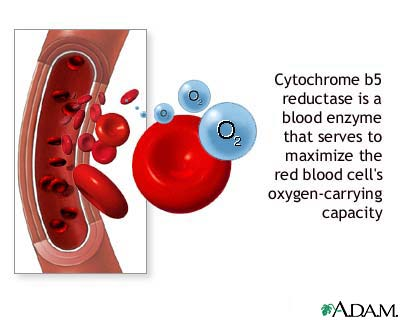 O
O2
O2
Cytochrome b5
reductase is a
blood enzyme
that serves to
maximize the
red blood cell's
oxygen-carrying
capacity
ADAM.